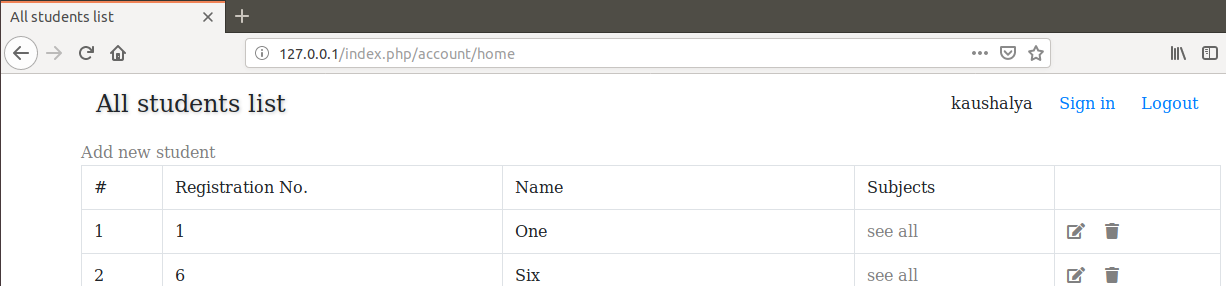 All students list
127.0.0.1/index.php/account/home
All students list kaushalya Sign in Logout
Add new student
# Registration No. Name Subjects
1 1 One see all
2 6 Six see all